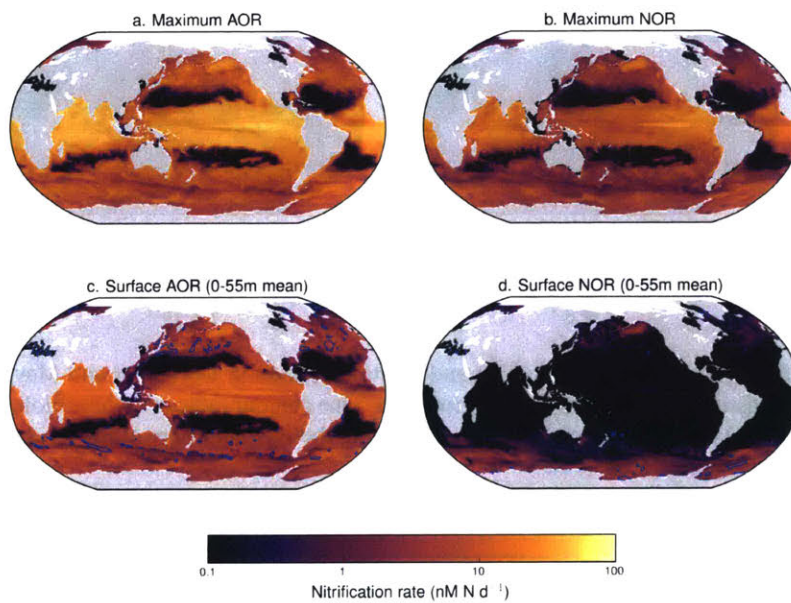 a. Maximum AOR
b. Maximum NOR
c. Surface AOR (0-55m mean)
d. Surface NOR (0-55m mean)
0.1 1 10 100
Nitrification rate (nM N d⁻¹)